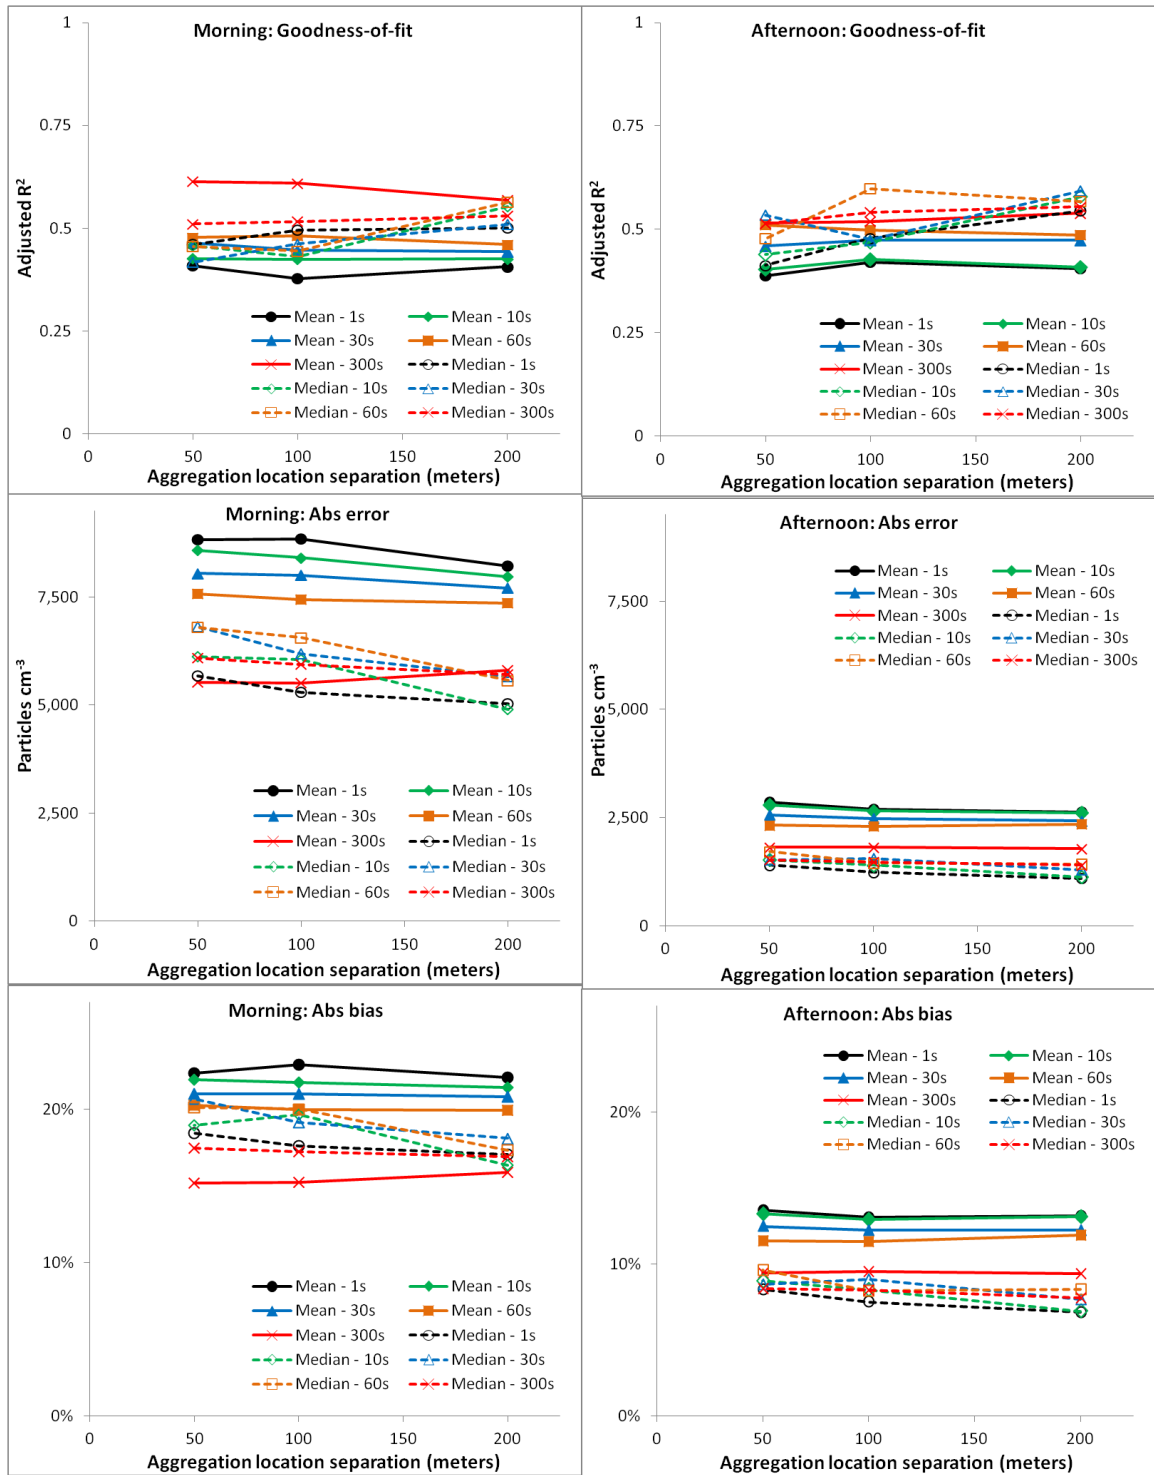 Morning: Goodness-of-fit
1
0.75
0.5
0.25
0
Adjusted R²
Mean - 1s Mean - 10s
Mean - 30s Mean - 60s
Mean - 300s Median - 1s
Median - 10s Median - 30s
Median - 60s Median - 300s
0 50 100 150 200
Aggregation location separation (meters)
Afternoon: Goodness-of-fit
1
0.75
0.5
0.25
0
Adjusted R²
Mean - 1s Mean - 10s
Mean - 30s Mean - 60s
Mean - 300s Median - 1s
Median - 10s Median - 30s
Median - 60s Median - 300s
0 50 100 150 200
Aggregation location separation (meters)
Morning: Abs error
7,500
5,000
2,500
0
Particles cm⁻³
Mean - 1s Mean - 10s
Mean - 30s Mean - 60s
Mean - 300s Median - 1s
Median - 10s Median - 30s
Median - 60s Median - 300s
0 50 100 150 200
Aggregation location separation (meters)
Afternoon: Abs error
Mean - 1s Mean - 10s
Mean - 30s Mean - 60s
Mean - 300s Median - 1s
Median - 10s Median - 30s
Median - 60s Median - 300s
7,500
5,000
2,500
0
Particles cm⁻³
0 50 100 150 200
Aggregation location separation (meters)
Morning: Abs bias
20%
10%
0%
Mean - 1s Mean - 10s
Mean - 30s Mean - 60s
Mean - 300s Median - 1s
Median - 10s Median - 30s
Median - 60s Median - 300s
0 50 100 150 200
Aggregation location separation (meters)
Afternoon: Abs bias
Mean - 1s Mean - 10s
Mean - 30s Mean - 60s
Mean - 300s Median - 1s
Median - 10s Median - 30s
Median - 60s Median - 300s
20%
10%
0%
0 50 100 150 200
Aggregation location separation (meters)